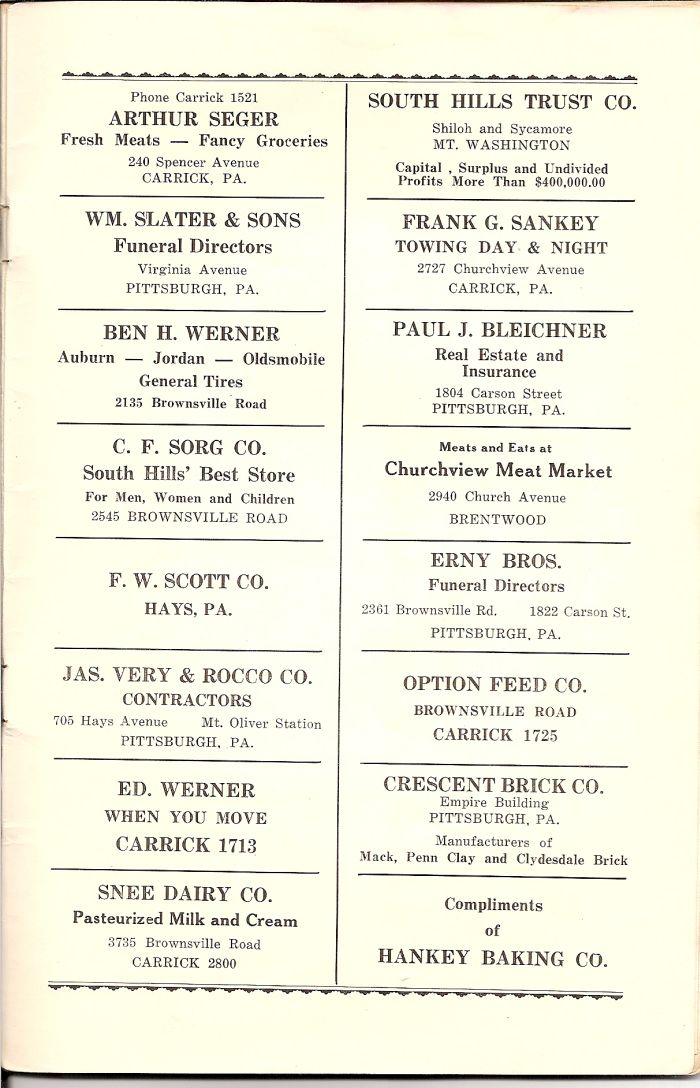 Phone Carrick 1521
ARTHUR SEGER
Fresh Meats — Fancy Groceries
240 Spencer Avenue
CARRICK, PA.
WM. SLATER & SONS
Funeral Directors
Virginia Avenue
PITTSBURGH, PA.
BEN H. WERNER
Auburn — Jordan — Oldsmobile
General Tires
2135 Brownsville Road
C. F. SORG CO.
South Hills' Best Store
For Men, Women and Children
2545 BROWNSVILLE ROAD
F. W. SCOTT CO.
HAYS, PA.
JAS. VERY & ROCCO CO.
CONTRACTORS
705 Hays Avenue Mt. Oliver Station
PITTSBURGH, PA.
ED. WERNER
WHEN YOU MOVE
CARRICK 1713
SNEE DAIRY CO.
Pasteurized Milk and Cream
3735 Brownsville Road
CARRICK 2800
SOUTH HILLS TRUST CO.
Shiloh and Sycamore
MT. WASHINGTON
Capital , Surplus and Undivided
Profits More Than $400,000.00
FRANK G. SANKEY
TOWING DAY & NIGHT
2727 Churchview Avenue
CARRICK, PA.
PAUL J. BLEICHNER
Real Estate and
Insurance
1804 Carson Street
PITTSBURGH, PA.
Meats and Eats at
Churchview Meat Market
2940 Church Avenue
BRENTWOOD
ERNY BROS.
Funeral Directors
2361 Brownsville Rd. 1822 Carson St.
PITTSBURGH, PA.
OPTION FEED CO.
BROWNSVILLE ROAD
CARRICK 1725
CRESCENT BRICK CO.
Empire Building
PITTSBURGH, PA.
Manufacturers of
Mack, Penn Clay and Clydesdale Brick
Compliments
of
HANKEY BAKING CO.